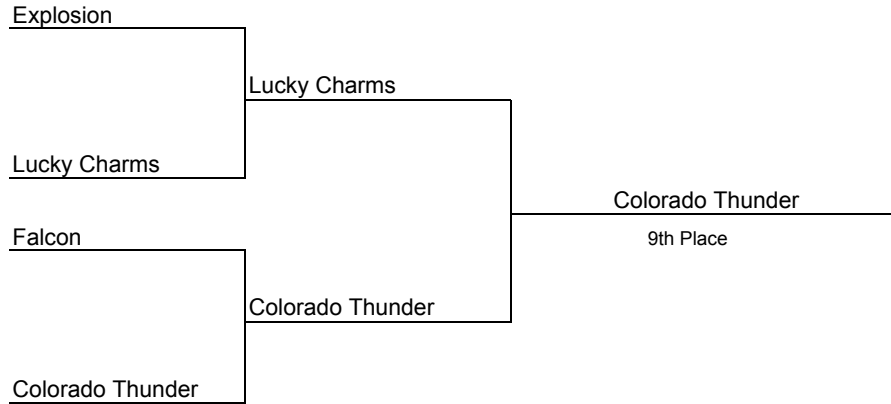 Explosion
Lucky Charms
Lucky Charms
Colorado Thunder
Falcon
9th Place
Colorado Thunder
Colorado Thunder